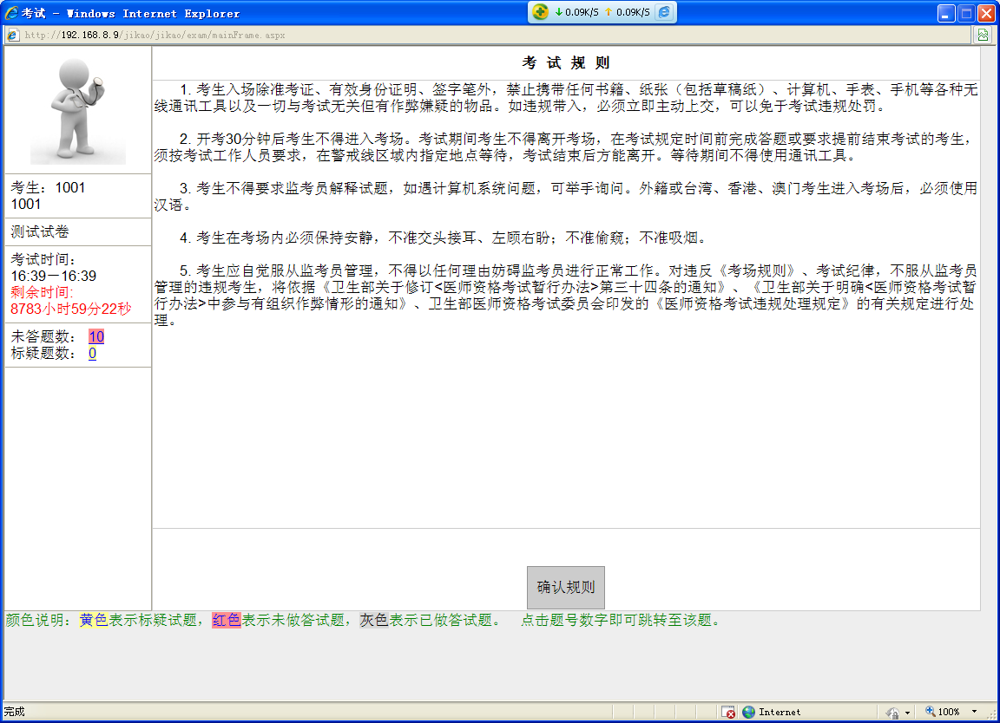 考试 - Windows Internet Explorer
0.09K/S 0.09K/S
http://192.168.8.9/jikao/jikao/exam/mainFrame.aspx
考生：1001
1001
测试试卷
考试时间：
16:39－16:39
剩余时间:
8783小时59分22秒
未答题数： 10
标疑题数： 0
考 试 规 则
1. 考生入场除准考证、有效身份证明、签字笔外，禁止携带任何书籍、纸张（包括草稿纸）、计算机、手表、手机等各种无
线通讯工具以及一切与考试无关但有作弊嫌疑的物品。如违规带入，必须立即主动上交，可以免于考试违规处罚。
2. 开考30分钟后考生不得进入考场。考试期间考生不得离开考场，在考试规定时间前完成答题或要求提前结束考试的考生，
须按考试工作人员要求，在警戒线区域内指定地点等待，考试结束后方能离开。等待期间不得使用通讯工具。
3. 考生不得要求监考员解释试题，如遇计算机系统问题，可举手询问。外籍或台湾、香港、澳门考生进入考场后，必须使用
汉语。
4. 考生在考场内必须保持安静，不准交头接耳、左顾右盼；不准偷窥；不准吸烟。
5. 考生应自觉服从监考员管理，不得以任何理由妨碍监考员进行正常工作。对违反《考场规则》、考试纪律，不服从监考员
管理的违规考生，将依据《卫生部关于修订<医师资格考试暂行办法>第三十四条的通知》、《卫生部关于明确<医师资格考试暂
行办法>中参与有组织作弊情形的通知》、卫生部医师资格考试委员会印发的《医师资格考试违规处理规定》的有关规定进行处
理。
确认规则
颜色说明：黄色表示标疑试题，红色表示未做答试题，灰色表示已做答试题。 点击题号数字即可跳转至该题。
完成
Internet
100%